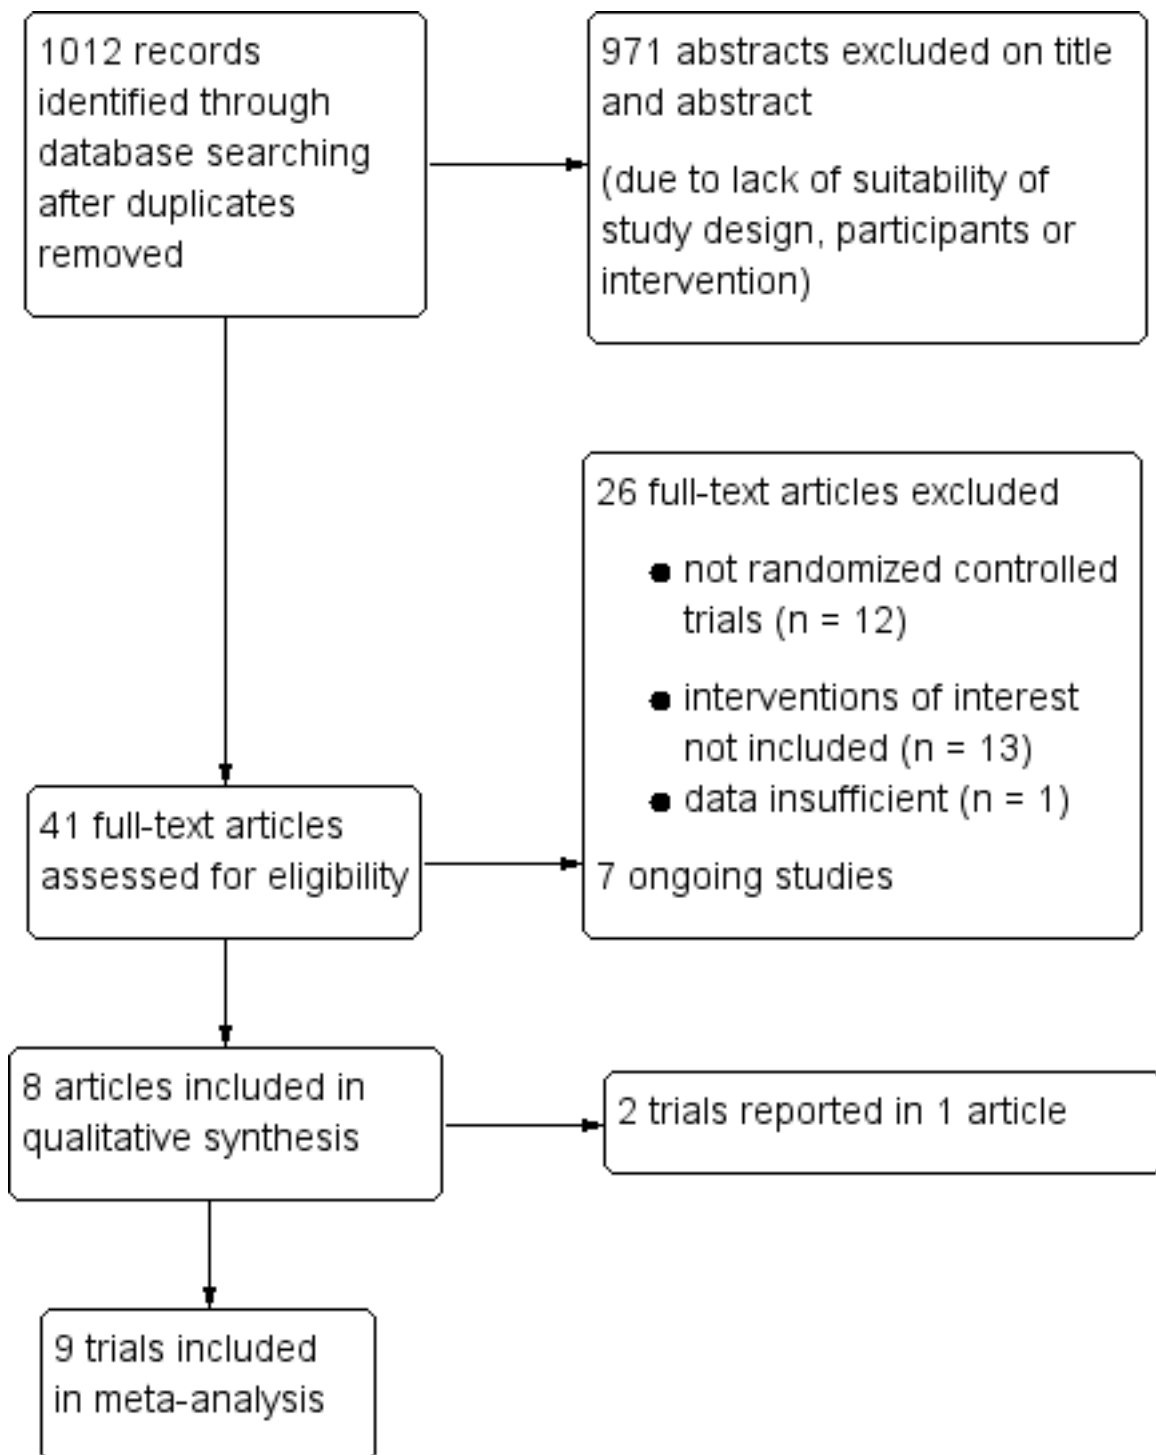 1012 records
identified through
database searching
after duplicates
removed
971 abstracts excluded on title
and abstract
(due to lack of suitability of
study design, participants or
intervention)
26 full-text articles excluded
● not randomized controlled
trials (n = 12)
● interventions of interest
not included (n = 13)
● data insufficient (n = 1)
7 ongoing studies
41 full-text articles
assessed for eligibility
8 articles included in
qualitative synthesis
2 trials reported in 1 article
9 trials included
in meta-analysis